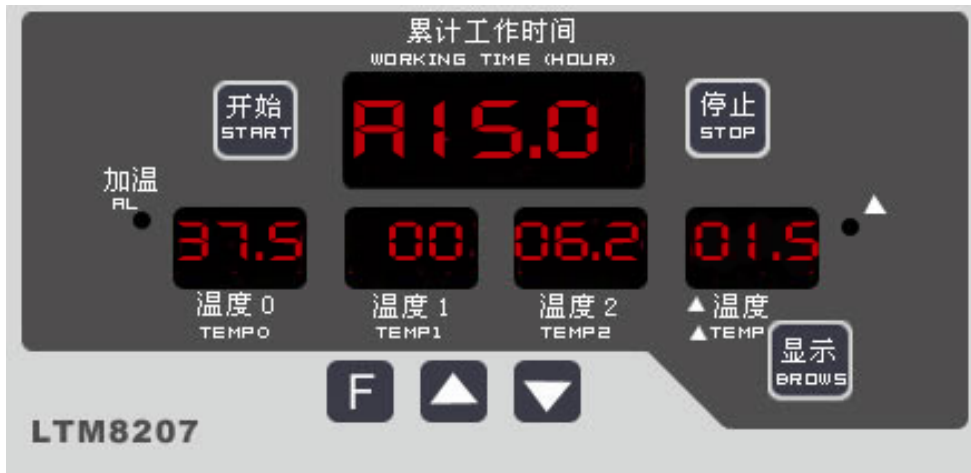 累计工作时间
WORKING TIME (HOUR)
开始
START
A15.0
停止
STOP
加温
AL
▲
37.5
00
06.2
01.5
温度 0
TEMP0
温度 1
TEMP1
温度 2
TEMP2
▲温度
▲TEMP
显示
BROWS
F
LTM8207